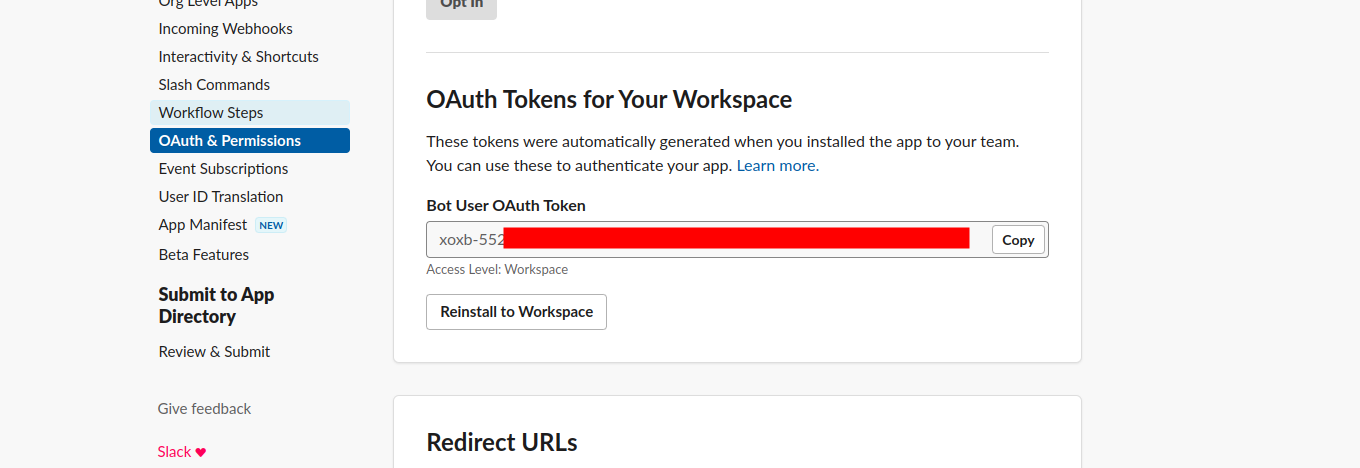 Org Level Apps
Incoming Webhooks
Interactivity & Shortcuts
Slash Commands
Workflow Steps
OAuth & Permissions
Event Subscriptions
User ID Translation
App Manifest NEW
Beta Features
Submit to App
Directory
Review & Submit
Give feedback
Slack ♥
Opt In
OAuth Tokens for Your Workspace
These tokens were automatically generated when you installed the app to your team.
You can use these to authenticate your app. Learn more.
Bot User OAuth Token
xoxb-552
Copy
Access Level: Workspace
Reinstall to Workspace
Redirect URLs